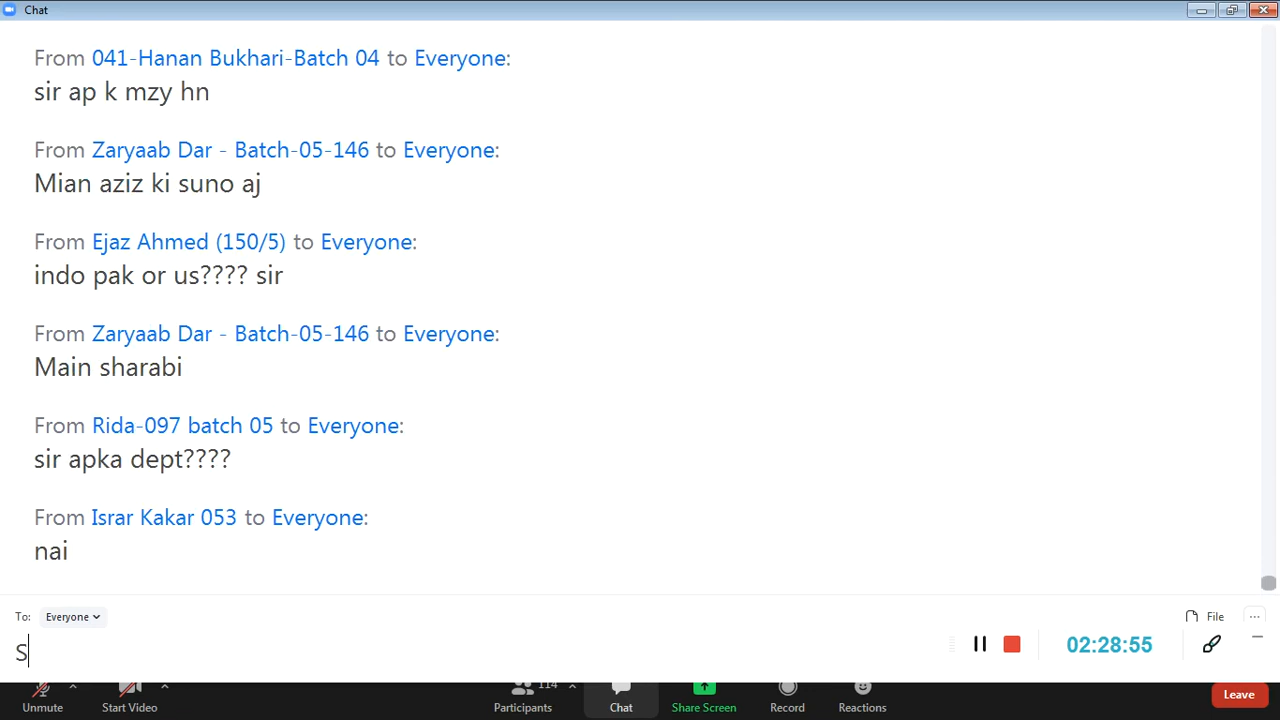 Chat
From 041-Hanan Bukhari-Batch 04 to Everyone:
sir ap k mzy hn
From Zaryaab Dar - Batch-05-146 to Everyone:
Mian aziz ki suno aj
From Ejaz Ahmed (150/5) to Everyone:
indo pak or us???? sir
From Zaryaab Dar - Batch-05-146 to Everyone:
Main sharabi
From Rida-097 batch 05 to Everyone:
sir apka dept????
From Israr Kakar 053 to Everyone:
nai
To: Everyone
File
S
02:28:55
114
Unmute Start Video Participants Chat Share Screen Record Reactions Leave